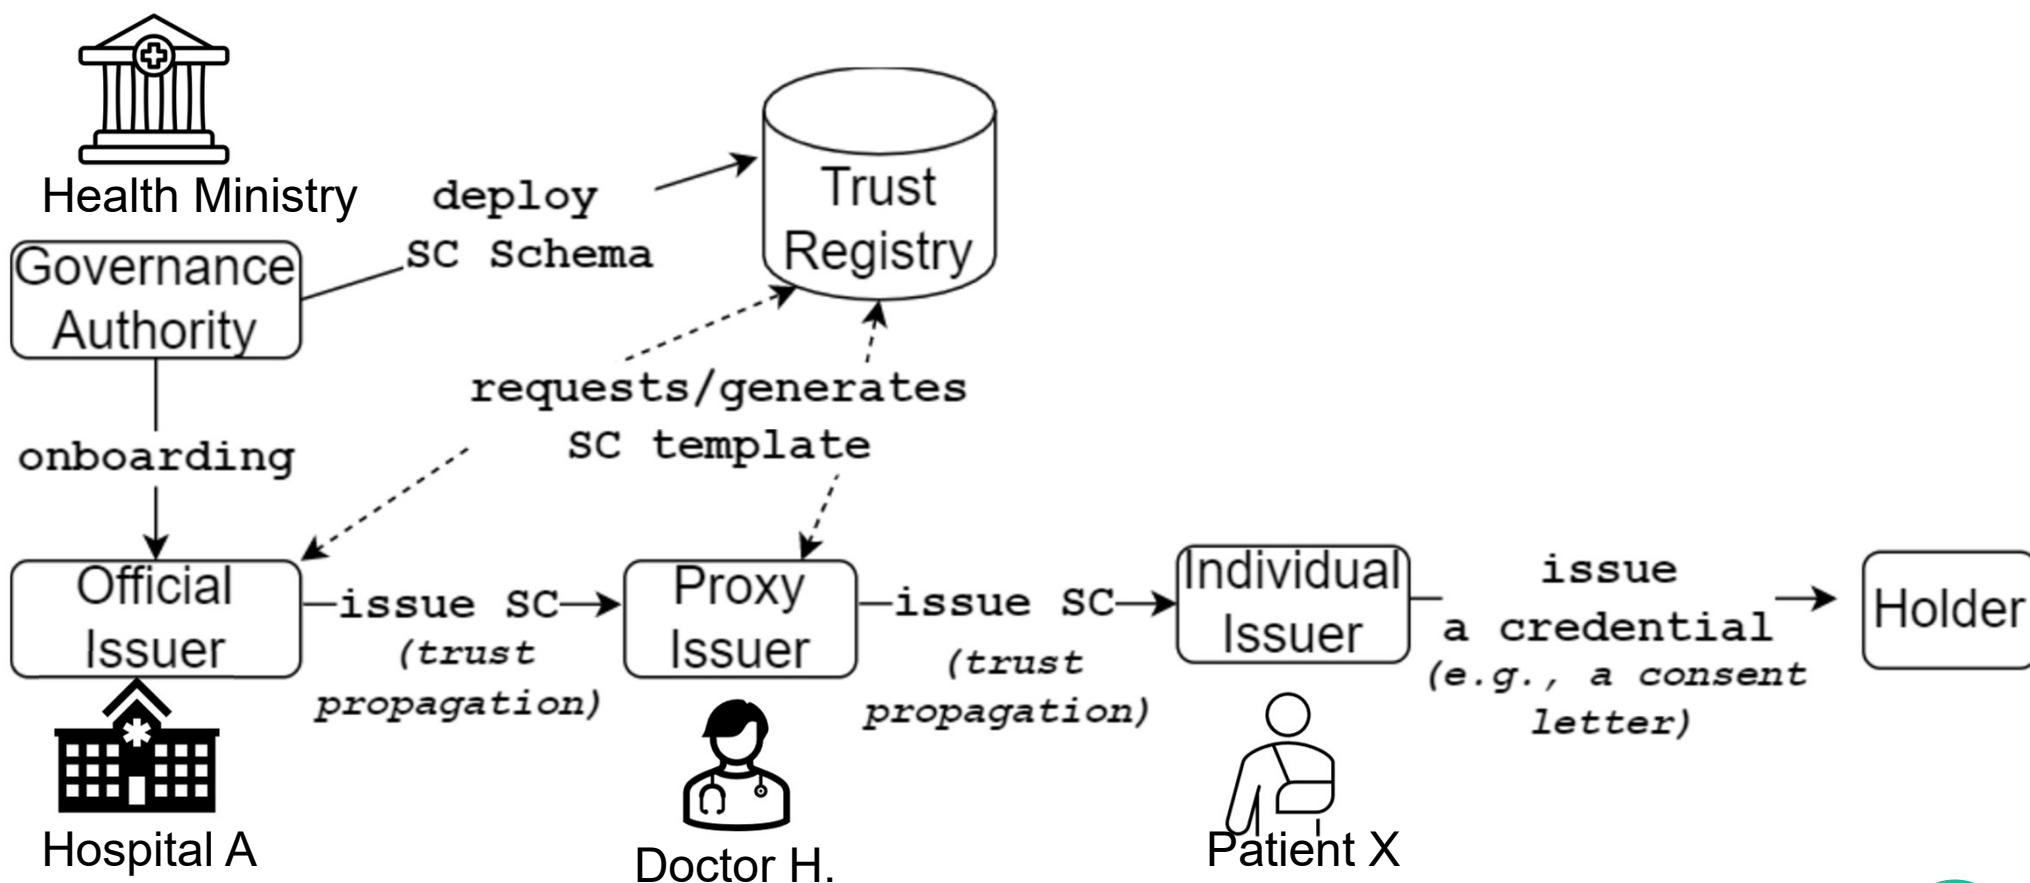 Health Ministry
Governance
Authority
deploy
SC Schema
Trust
Registry
requests/generates
SC template
onboarding
Official
Issuer
issue SC
(trust
propagation)
Proxy
Issuer
issue SC
(trust
propagation)
Individual
Issuer
issue
a credential
(e.g., a consent
letter)
Holder
Hospital A
Doctor H.
Patient X